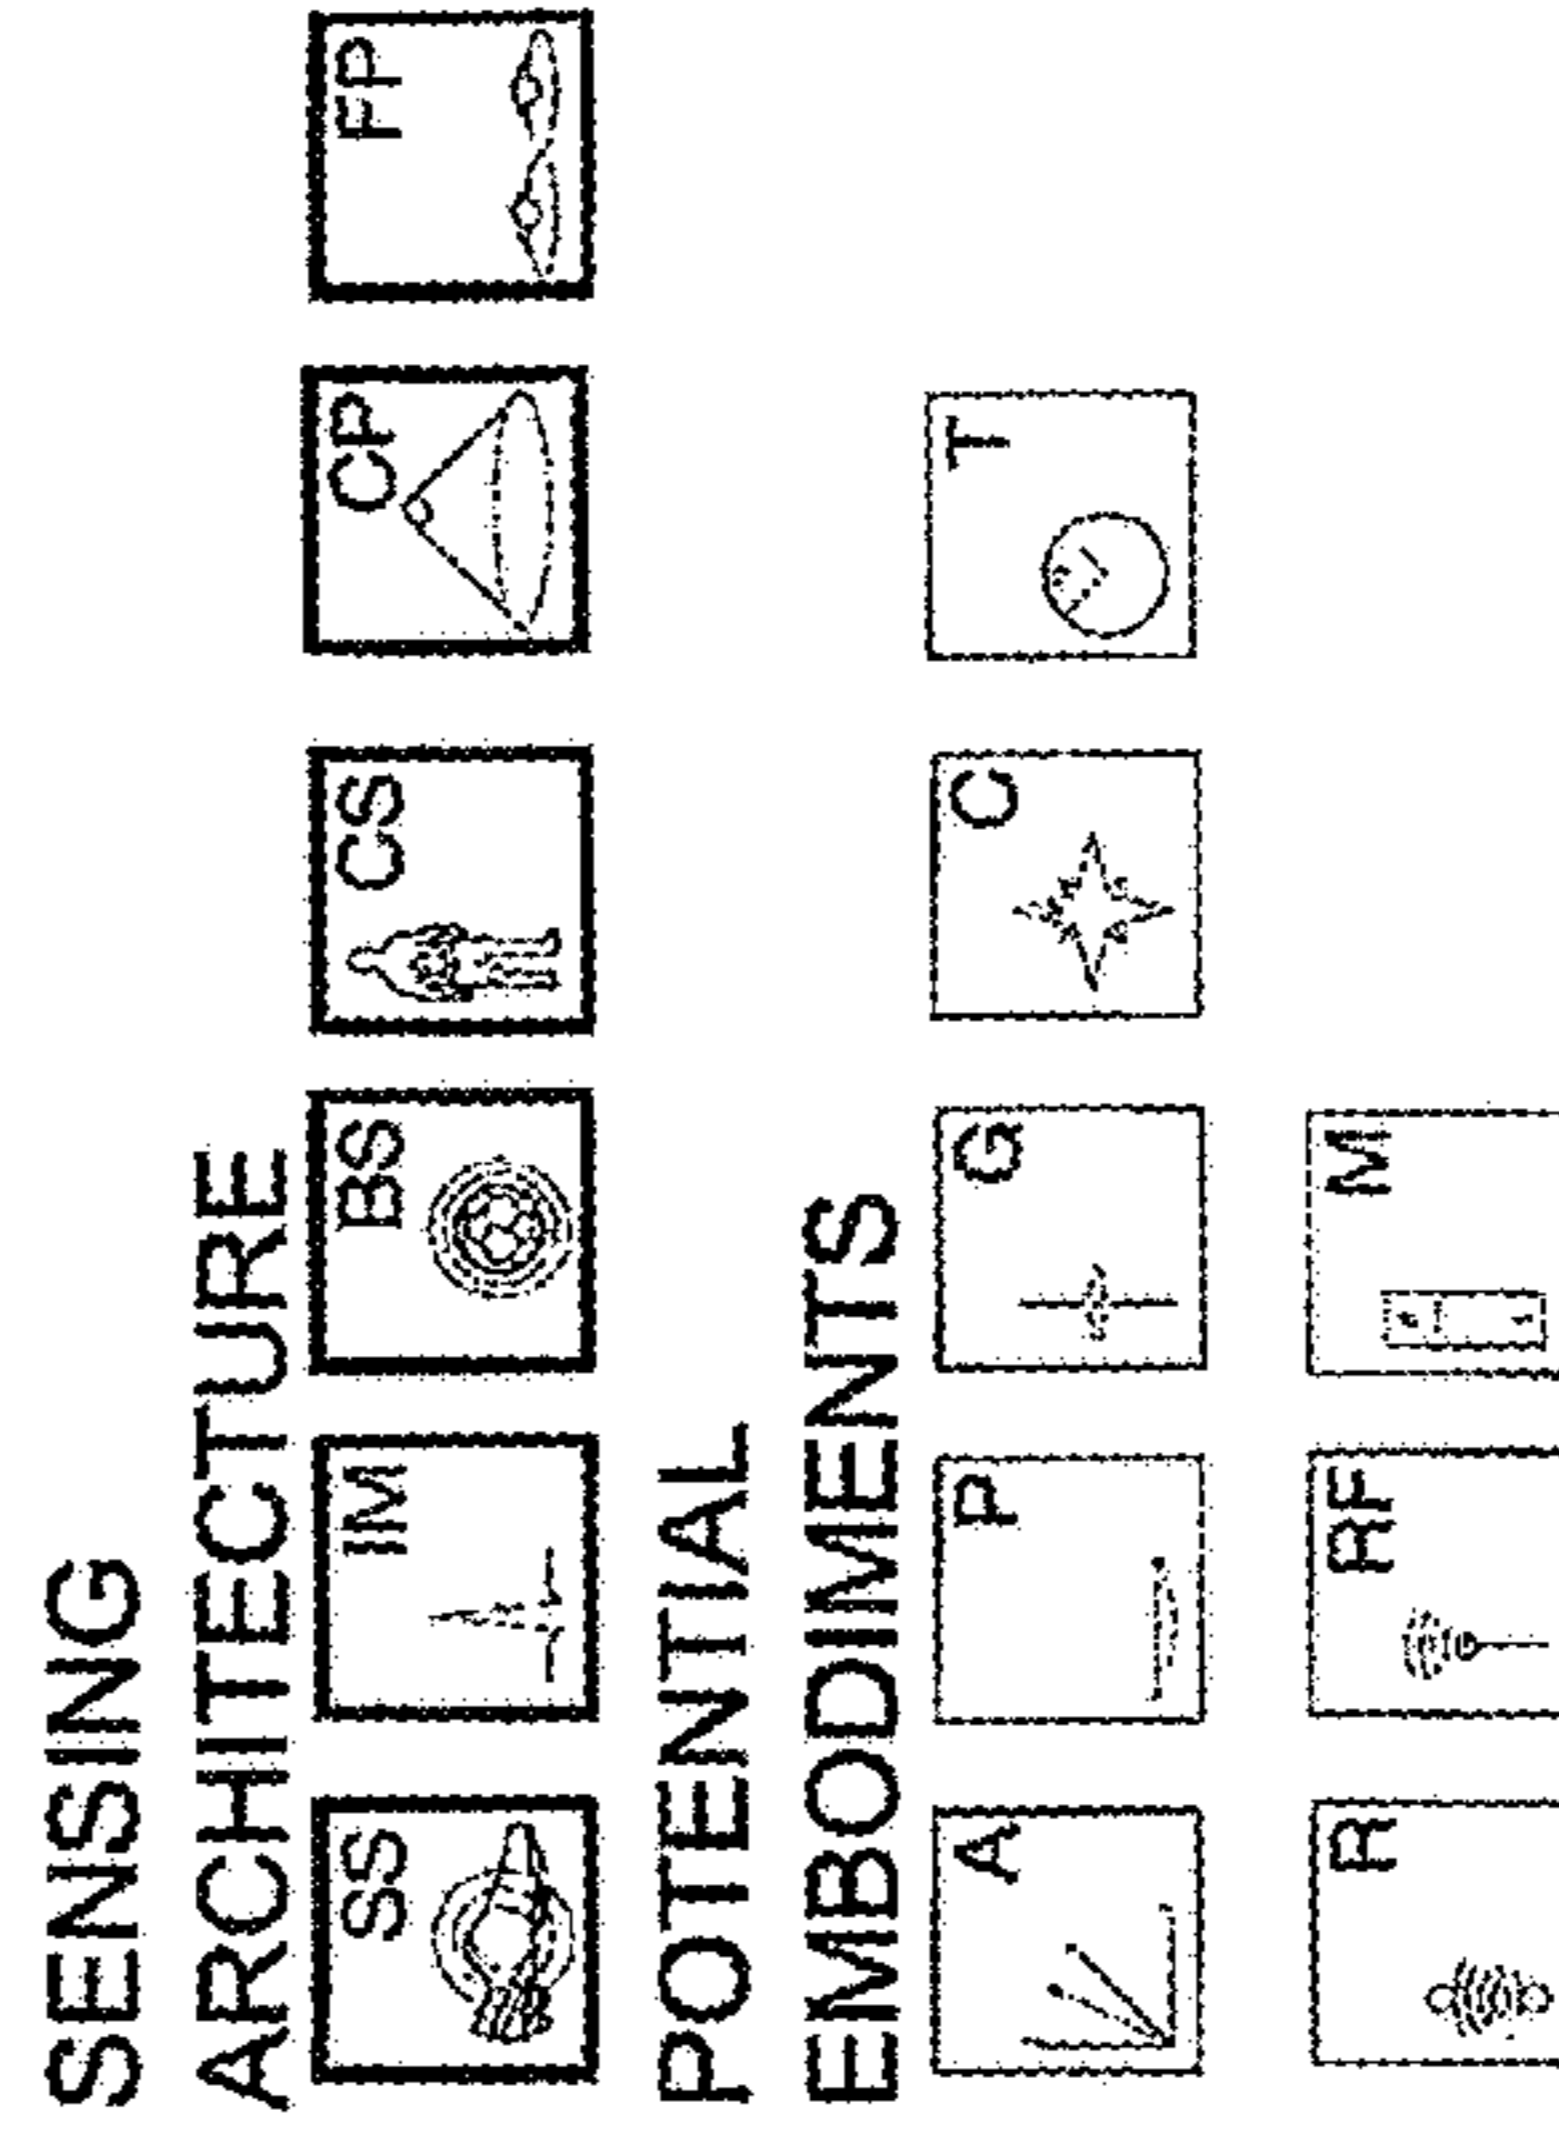 SENSING
ARCHITECTURE
SS IM BS CS CP FP
POTENTIAL
EMBODIMENTS
A P G C T
R RF M